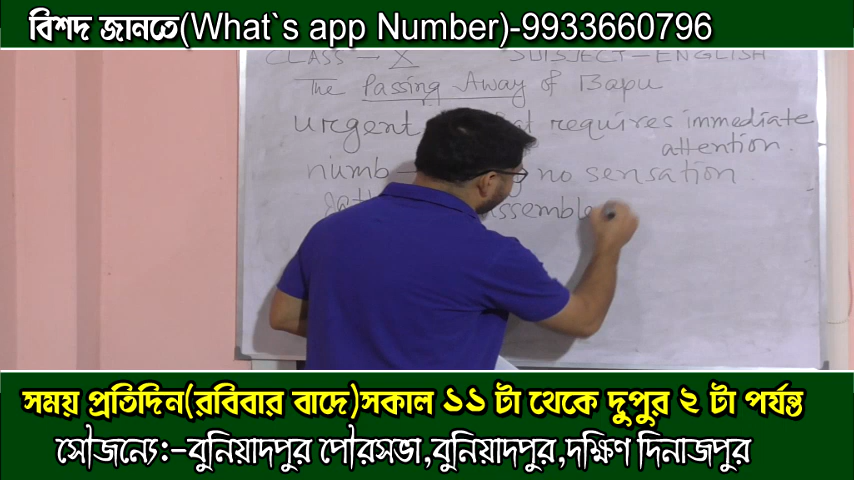 বিশদ জানতে(What`s app Number)-9933660796
CLASS - X SUBJECT - ENGLISH
The Passing Away of Bapu
urgent that requires immediate
attention.
numb - no sensation.
assemble
সময় প্রতিদিন(রবিবার বাদে)সকাল ১১ টা থেকে দুপুর ২ টা পর্যন্ত
সৌজন্যে:-বুনিয়াদপুর পৌরসভা,বুনিয়াদপুর,দক্ষিণ দিনাজপুর